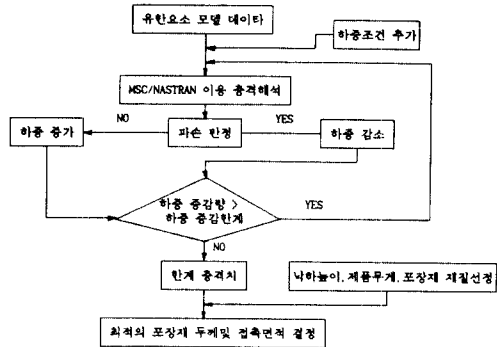 유한요소 모델 데이타
하중조건 추가
MSC/NASTRAN 이용 충격해석
NO
YES
하중 증가
파손 판정
하중 감소
하중 증감량 >
하중 증감한계
YES
NO
한계 충격치
낙하높이, 제품무게, 포장재 재질선정
최적의 포장재 두께및 접촉면적 결정